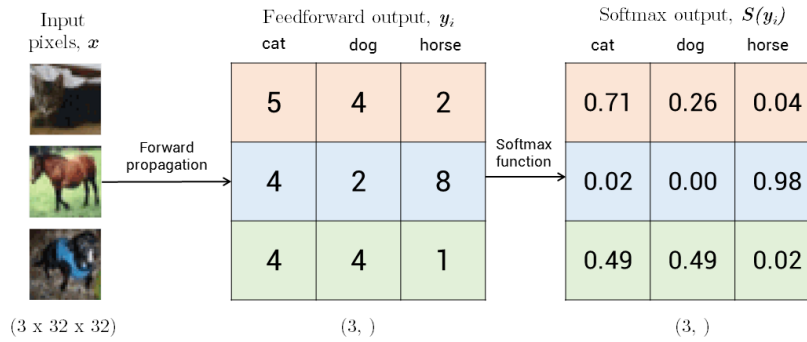 Input
pixels, x
Feedforward output, y_i
cat dog horse
Softmax output, S(y_i)
cat dog horse
5 4 2
0.71 0.26 0.04
Forward
propagation
Softmax
function
4 2 8
0.02 0.00 0.98
4 4 1
0.49 0.49 0.02
(3 x 32 x 32)
(3, )
(3, )